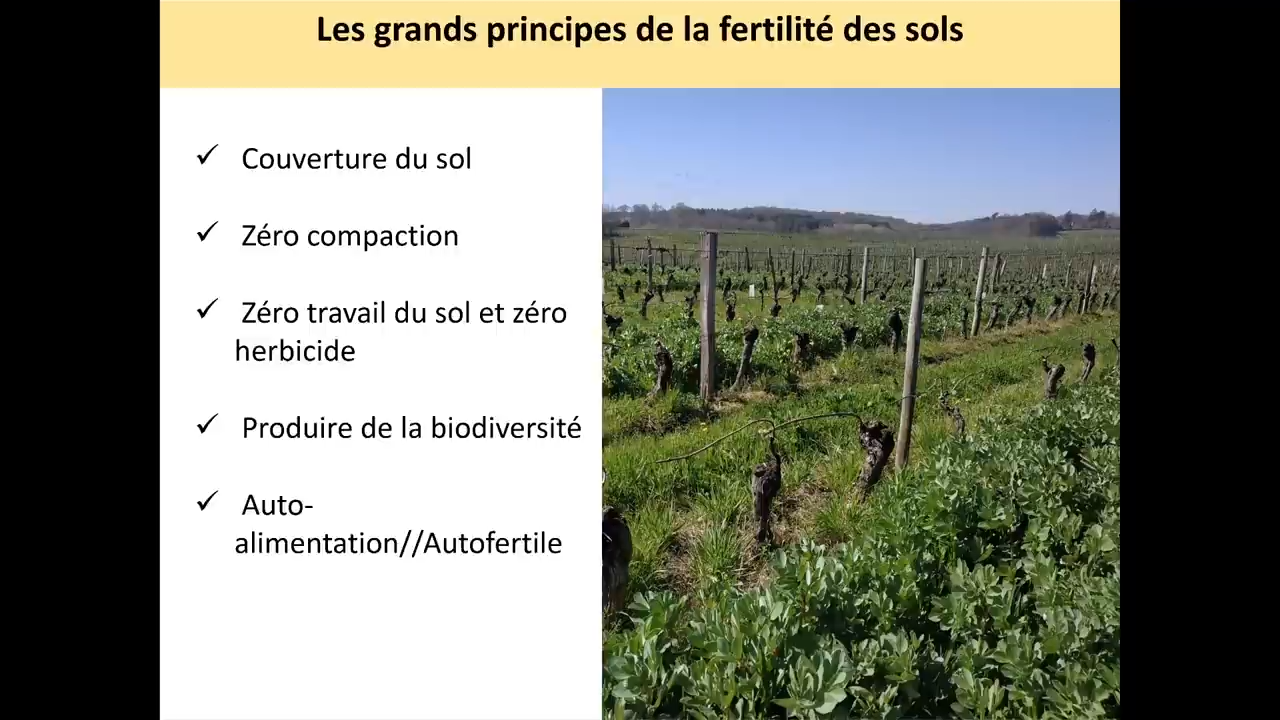 Les grands principes de la fertilité des sols
Couverture du sol
Zéro compaction
Zéro travail du sol et zéro
herbicide
Produire de la biodiversité
Auto-
alimentation//Autofertile